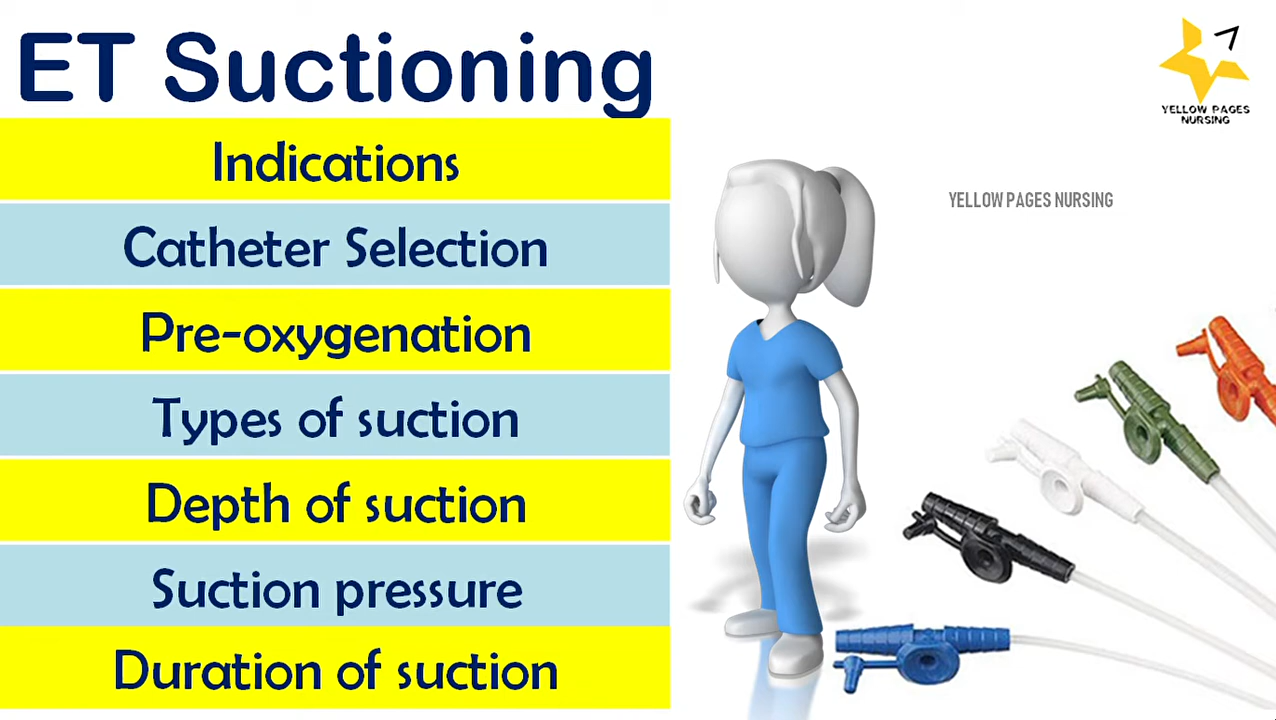 ET Suctioning
Indications
Catheter Selection
Pre-oxygenation
Types of suction
Depth of suction
Suction pressure
Duration of suction
YELLOW PAGES
NURSING
YELLOW PAGES NURSING